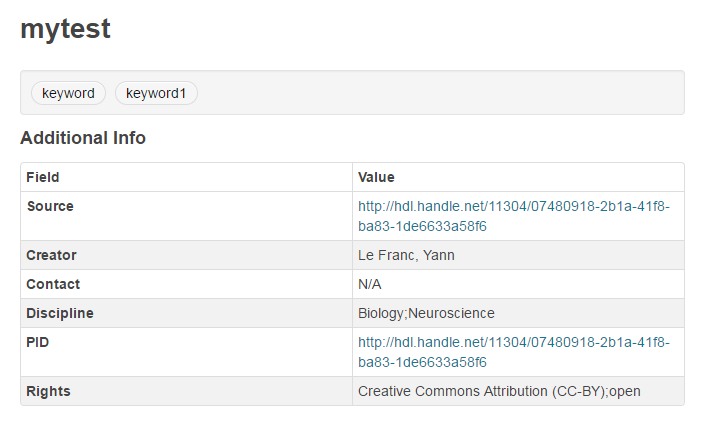 mytest
keyword keyword1
Additional Info
Field Value
Source http://hdl.handle.net/11304/07480918-2b1a-41f8-
ba83-1de6633a58f6
Creator Le Franc, Yann
Contact N/A
Discipline Biology;Neuroscience
PID http://hdl.handle.net/11304/07480918-2b1a-41f8-
ba83-1de6633a58f6
Rights Creative Commons Attribution (CC-BY);open